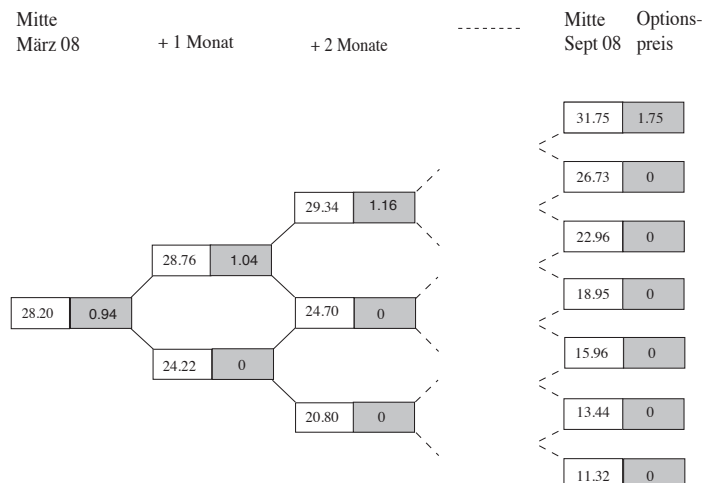 Mitte
März 08
+ 1 Monat
+ 2 Monate
Mitte
Sept 08
Options-
preis
31.75 1.75
26.73 0
29.34 1.16
22.96 0
28.76 1.04
18.95 0
28.20 0.94
24.70 0
15.96 0
24.22 0
13.44 0
20.80 0
11.32 0